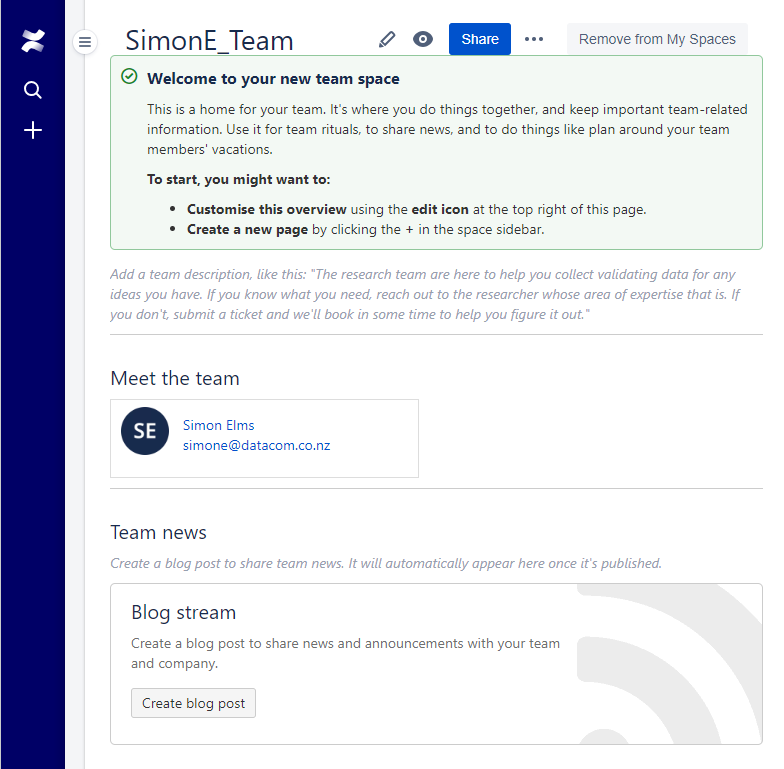 SimonE_Team
Share
Remove from My Spaces
Welcome to your new team space
This is a home for your team. It's where you do things together, and keep important team-related
information. Use it for team rituals, to share news, and to do things like plan around your team
members' vacations.
To start, you might want to:
• Customise this overview using the edit icon at the top right of this page.
• Create a new page by clicking the + in the space sidebar.
Add a team description, like this: "The research team are here to help you collect validating data for any
ideas you have. If you know what you need, reach out to the researcher whose area of expertise that is. If
you don't, submit a ticket and we'll book in some time to help you figure it out."
Meet the team
SE
Simon Elms
simone@datacom.co.nz
Team news
Create a blog post to share team news. It will automatically appear here once it's published.
Blog stream
Create a blog post to share news and announcements with your team
and company.
Create blog post